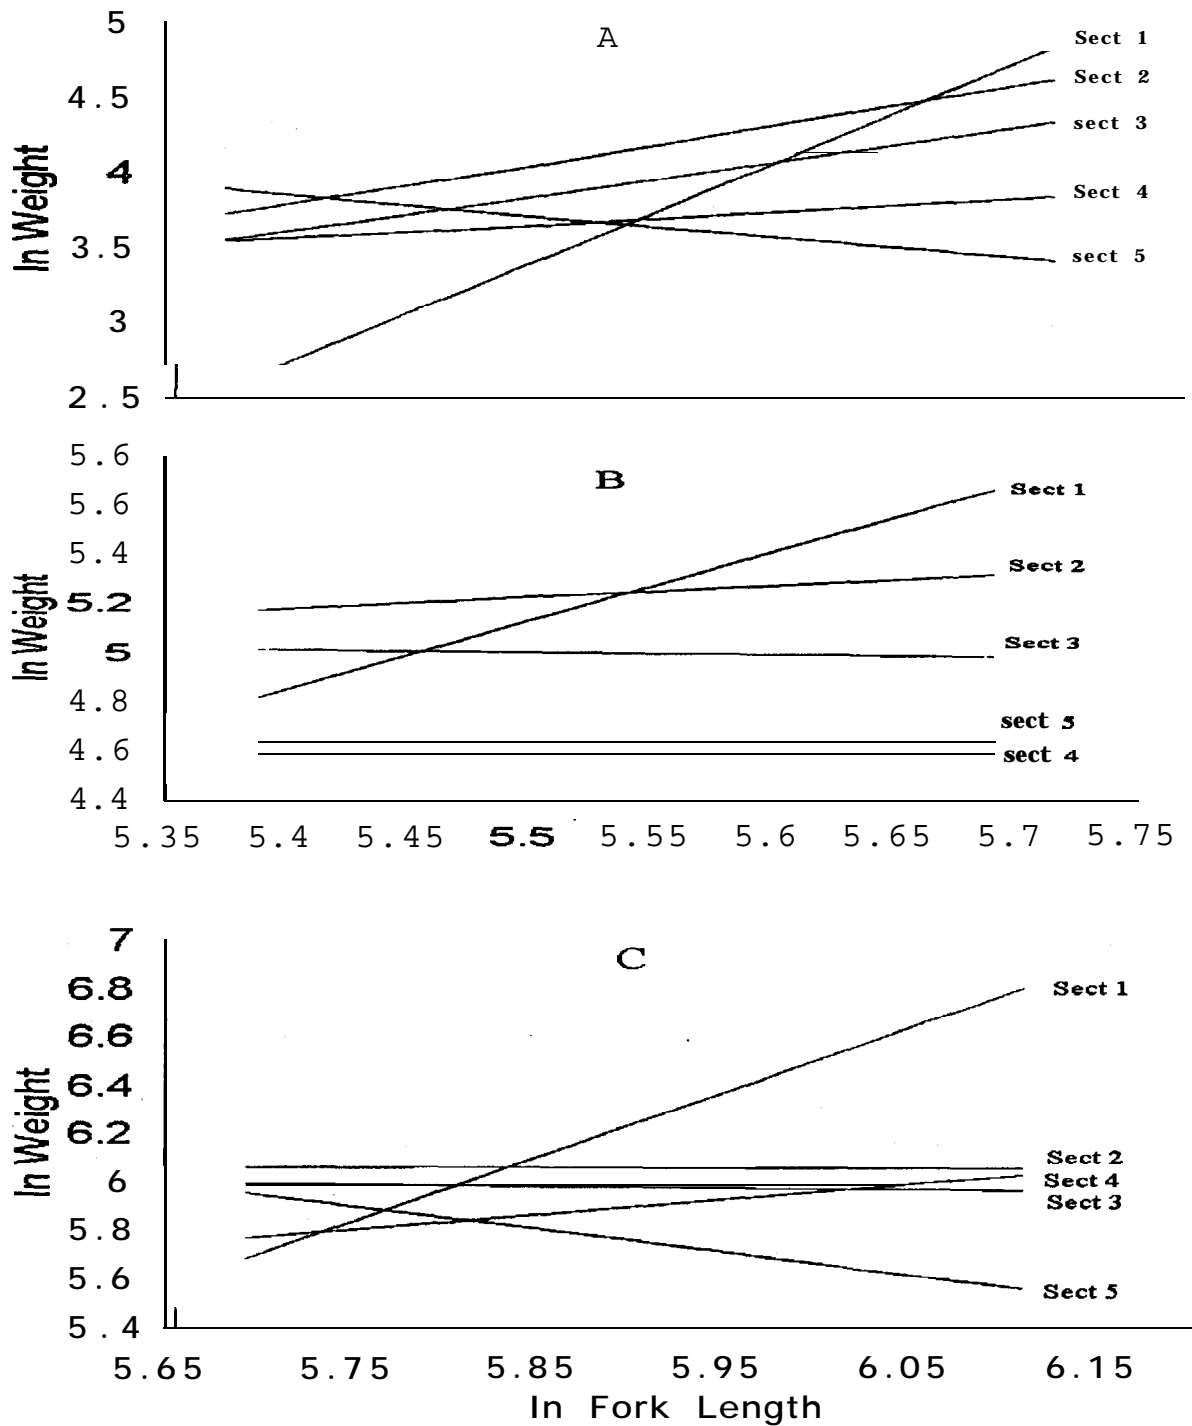 5
A
Sect 1
4.5
Sect 2
sect 3
4
Sect 4
3.5
sect 5
3
2.5
ln Weight
5.6
B
Sect 1
5.6
5.4
Sect 2
5.2
Sect 3
5
4.8
sect 5
4.6
sect 4
4.4
ln Weight
5.35 5.4 5.45 5.5 5.55 5.6 5.65 5.7 5.75
7
C
6.8
Sect 1
6.6
6.4
6.2
Sect 2
6
Sect 4
Sect 3
5.8
5.6
Sect 5
5.4
ln Weight
5.65 5.75 5.85 5.95 6.05 6.15
ln Fork Length